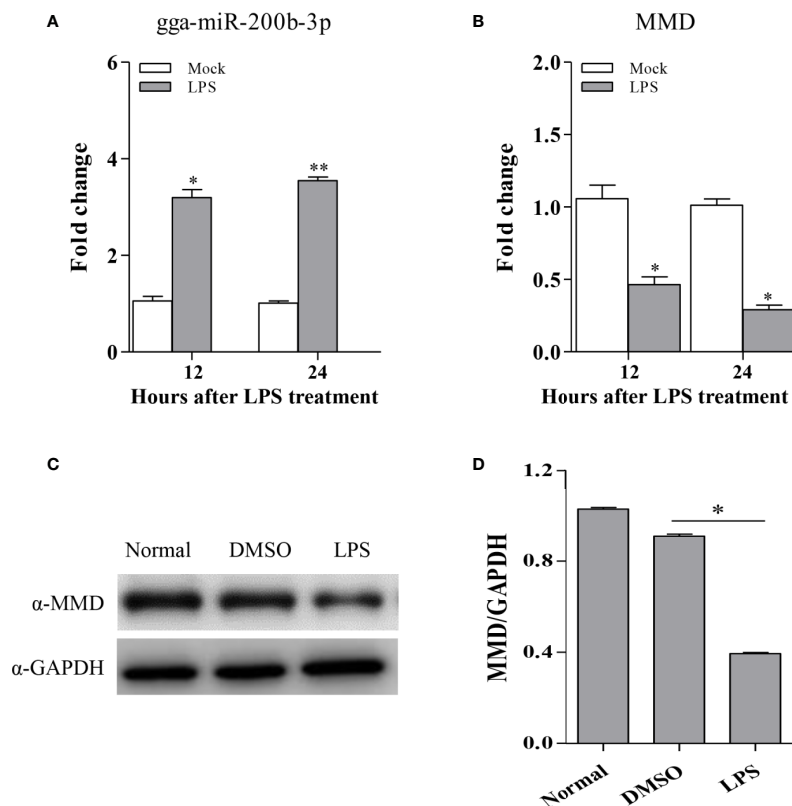 A
gga-miR-200b-3p
Mock
LPS
Fold change
6
4
2
0
*
**
12
24
Hours after LPS treatment
B
MMD
Mock
LPS
Fold change
2.0
1.5
1.0
0.5
0.0
*
*
12
24
Hours after LPS treatment
C
Normal DMSO LPS
α-MMD
α-GAPDH
D
MMD/GAPDH
1.2
0.8
0.4
0.0
*
Normal
DMSO
LPS